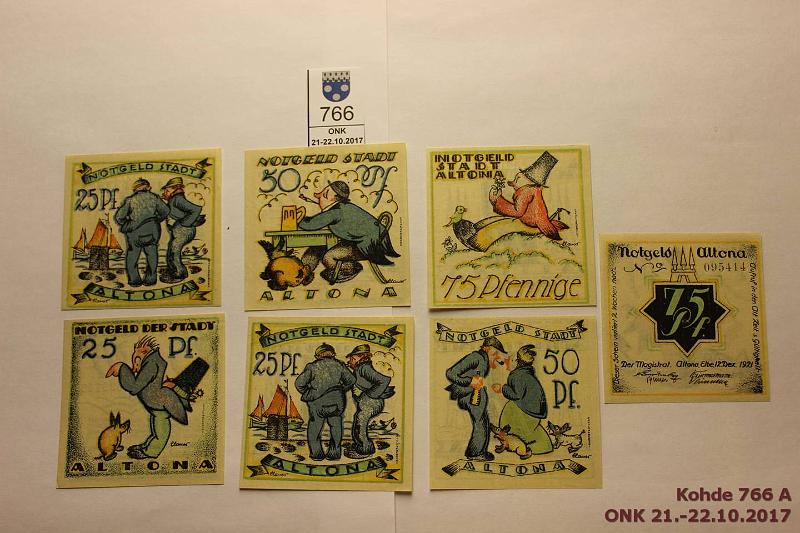 766
ONK
21-22.10.2017
NOTGELD STADT
25 Pf.
ALTONA
NOTGELD STADT
50 Pf
ALTONA
NOTGELD
STADT
ALTONA
75 Pfennige
Notgeld Altona
No 095414
75
Pf
Der Magistrat. Altona, Elbe 12. Dez. 1921
NOTGELD DER STADT
25 Pf.
ALTONA
NOTGELD STADT
25 Pf.
ALTONA
NOTGELD STADT
50
Pf.
ALTONA
Kohde 766 A
ONK 21.-22.10.2017